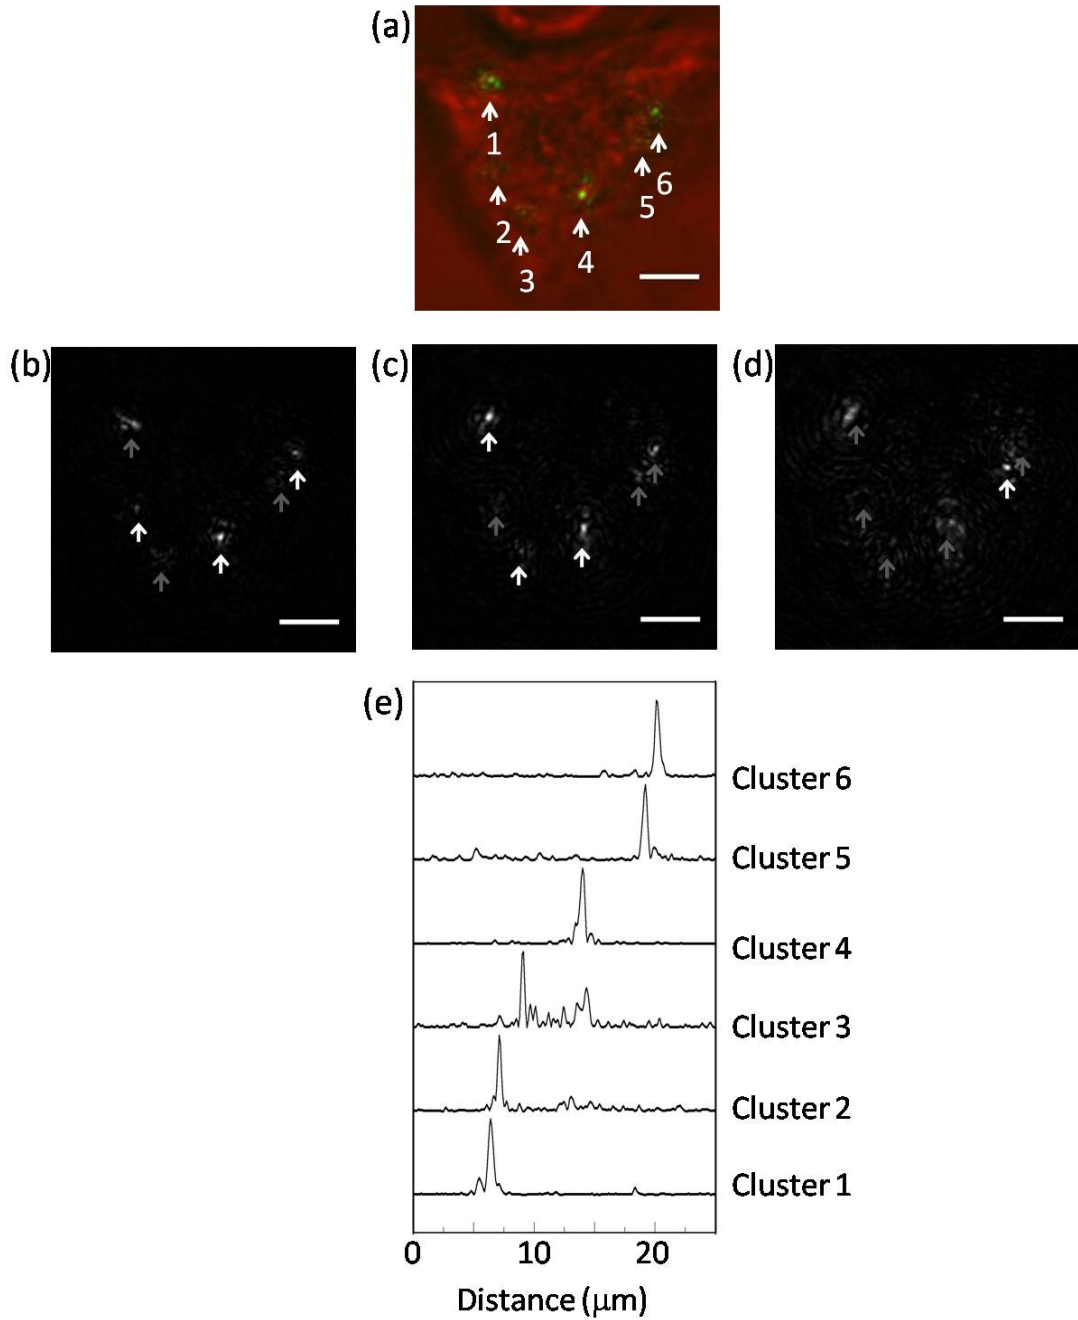 (a)
1
2
3
4
5
6
(b)
(c)
(d)
(e)
Cluster 6
Cluster 5
Cluster 4
Cluster 3
Cluster 2
Cluster 1
0 10 20
Distance (μm)